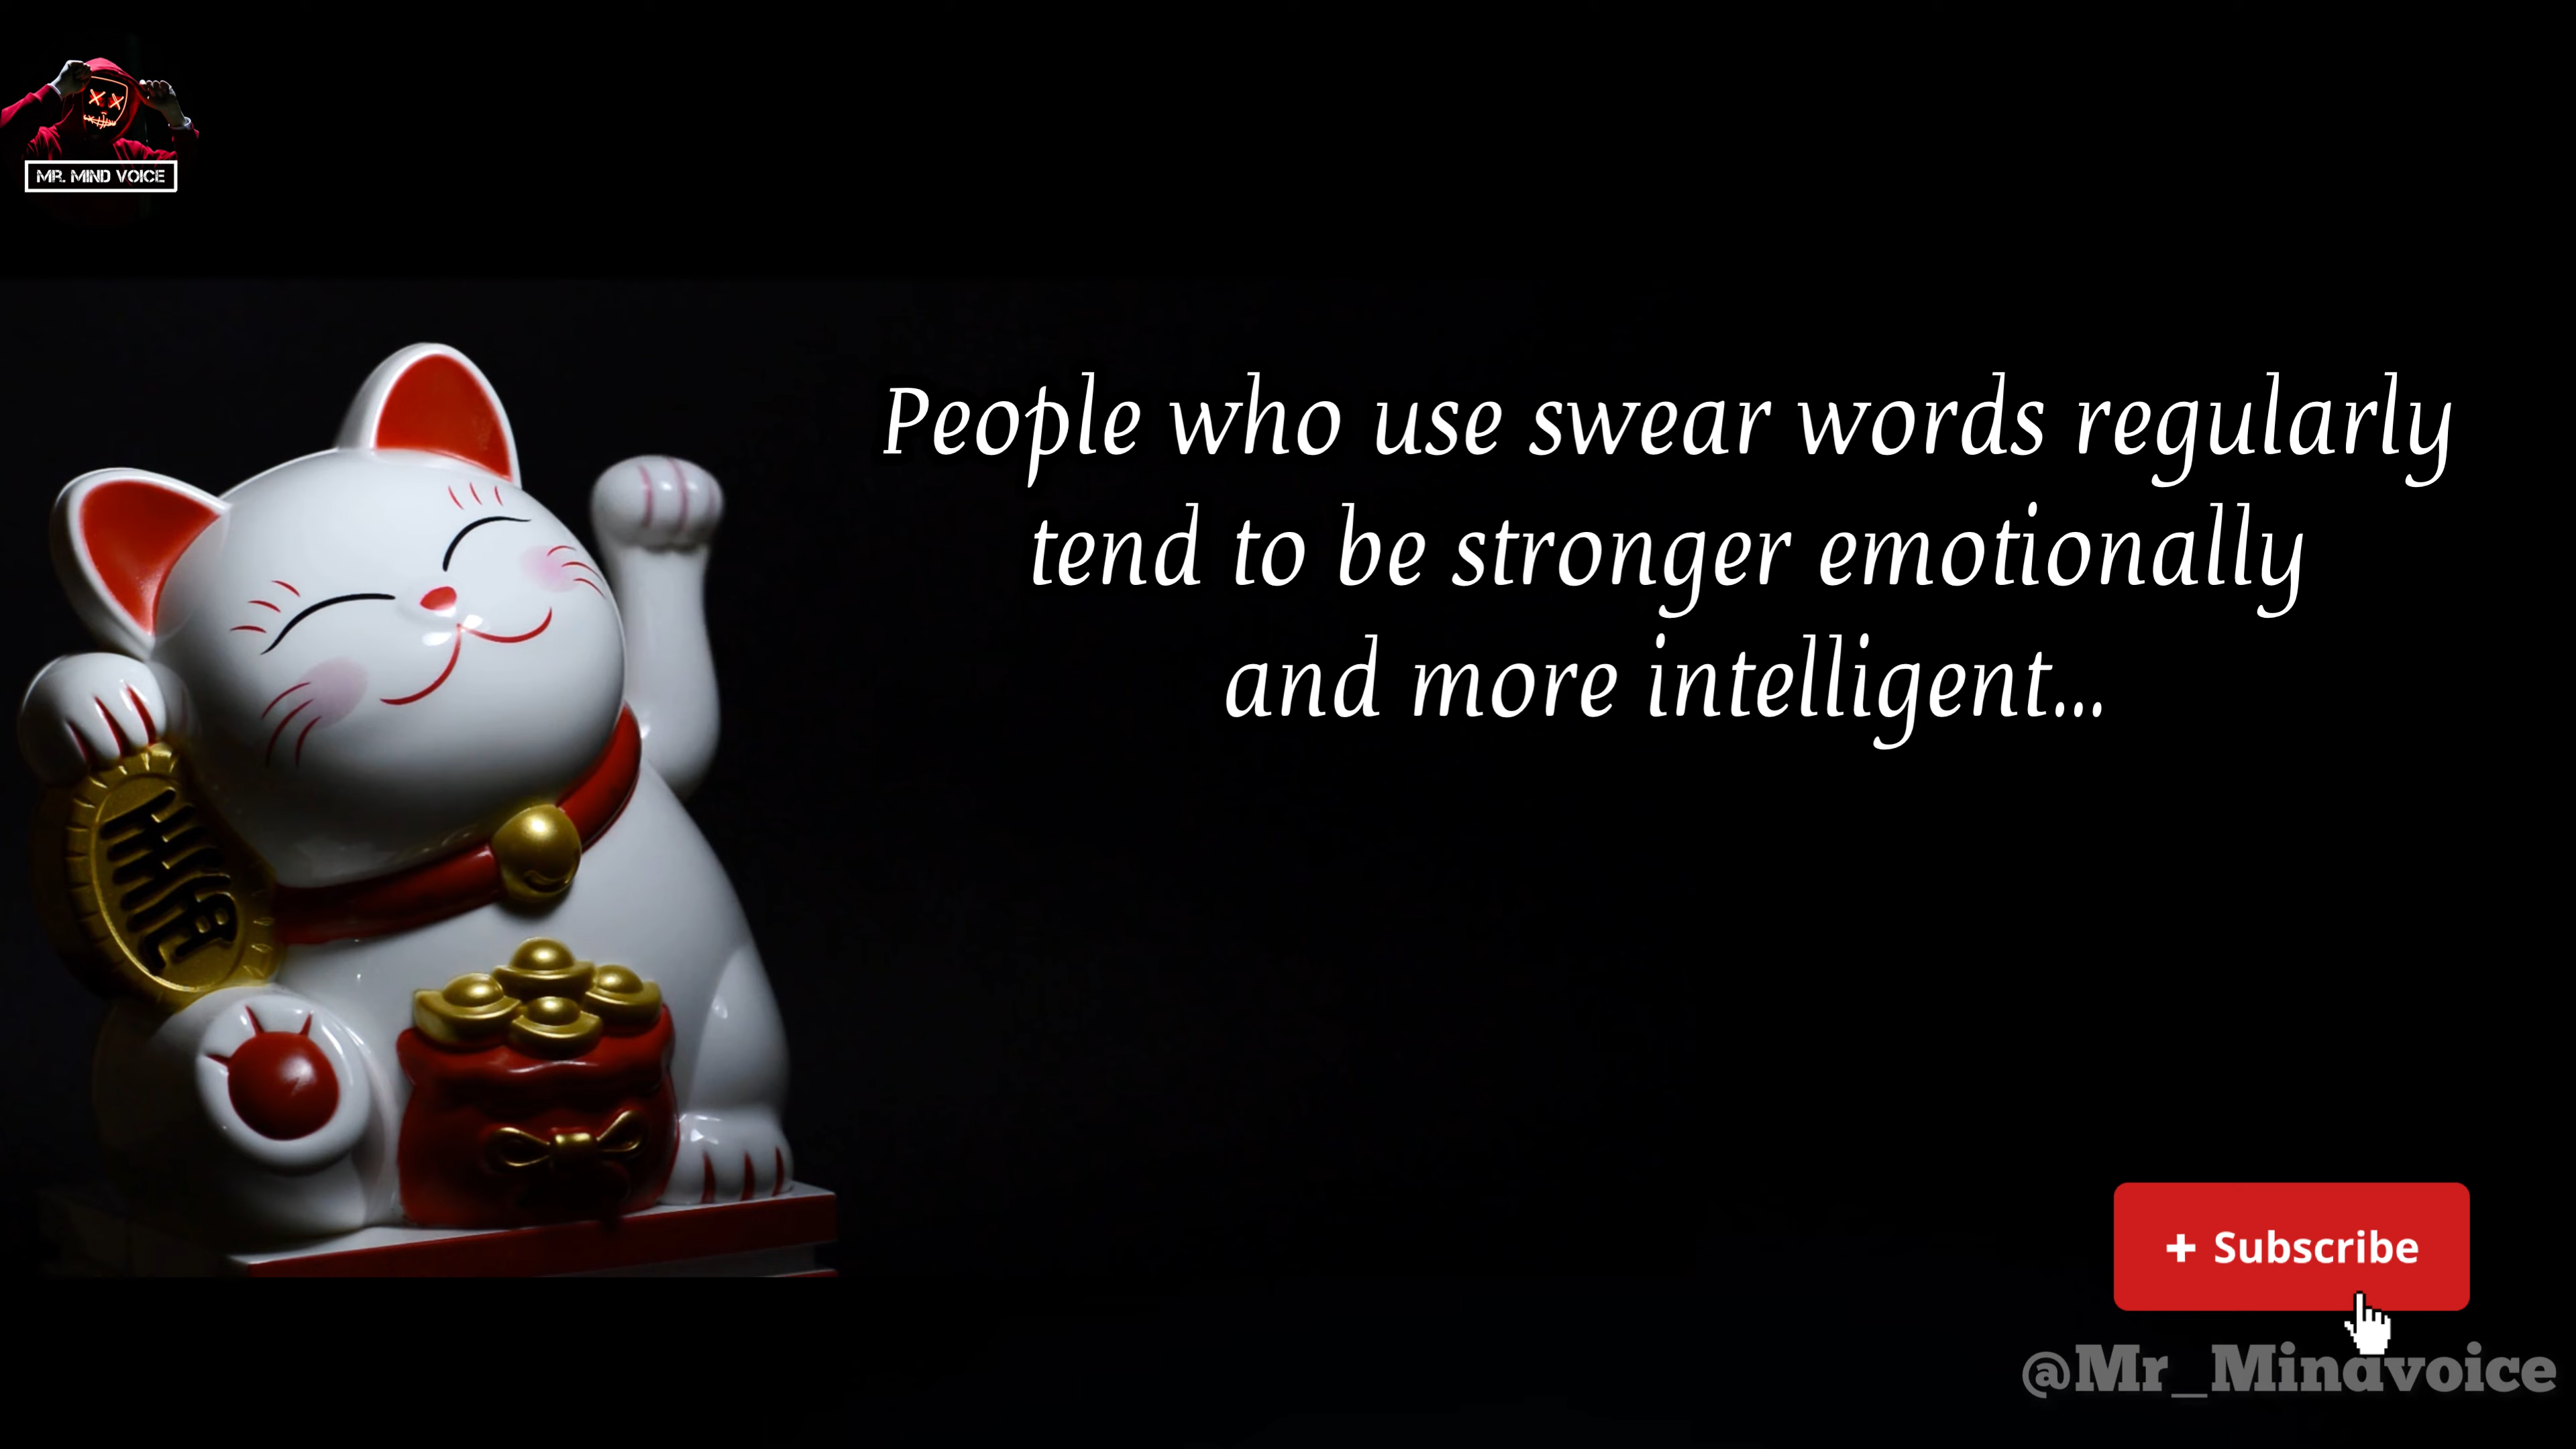 MR. MIND VOICE
People who use swear words regularly
tend to be stronger emotionally
and more intelligent...
+ Subscribe
@Mr_Mindvoice